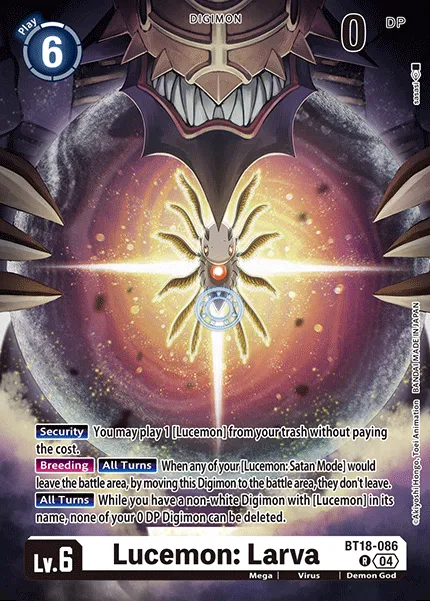 DIGIMON
Play
6
0 DP
sasasi
Security You may play 1 [Lucemon] from your trash without paying
the cost.
Breeding All Turns When any of your [Lucemon: Satan Mode] would
leave the battle area, by moving this Digimon to the battle area, they don't leave.
All Turns While you have a non-white Digimon with [Lucemon] in its
name, none of your 0 DP Digimon can be deleted.
©Akiyoshi Hongo, Toei Animation BANDAI MADE IN JAPAN
Lv.6
Lucemon: Larva
BT18-086
R 04
Mega Virus Demon God